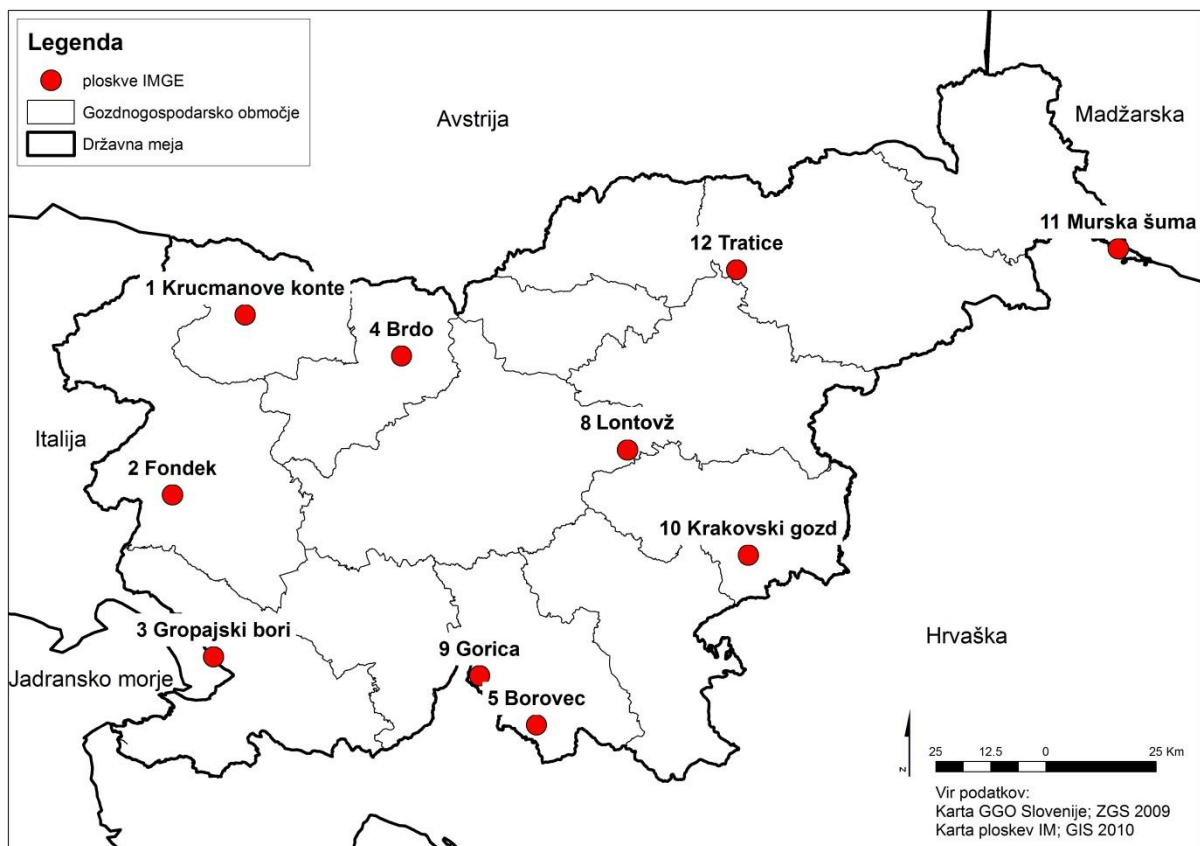 Legenda
ploskve IMGE
Gozdnogospodarsko območje
Državna meja
Avstrija
Madžarska
11 Murska šuma
12 Tratice
1 Krucmanove konte
4 Brdo
8 Lontovž
Italija
2 Fondek
10 Krakovski gozd
3 Gropajski bori
Hrvaška
9 Gorica
Jadransko morje
5 Borovec
N
25 12.5 0 25 Km
Vir podatkov:
Karta GGO Slovenije; ZGS 2009
Karta ploskev IM; GIS 2010